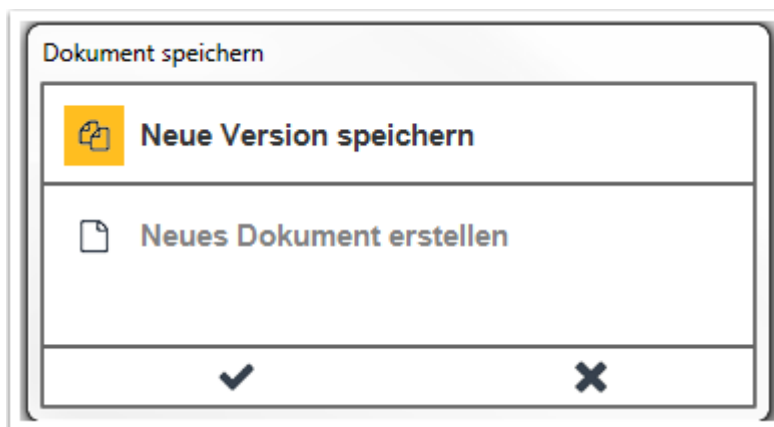 Dokument speichern
Neue Version speichern
Neues Dokument erstellen